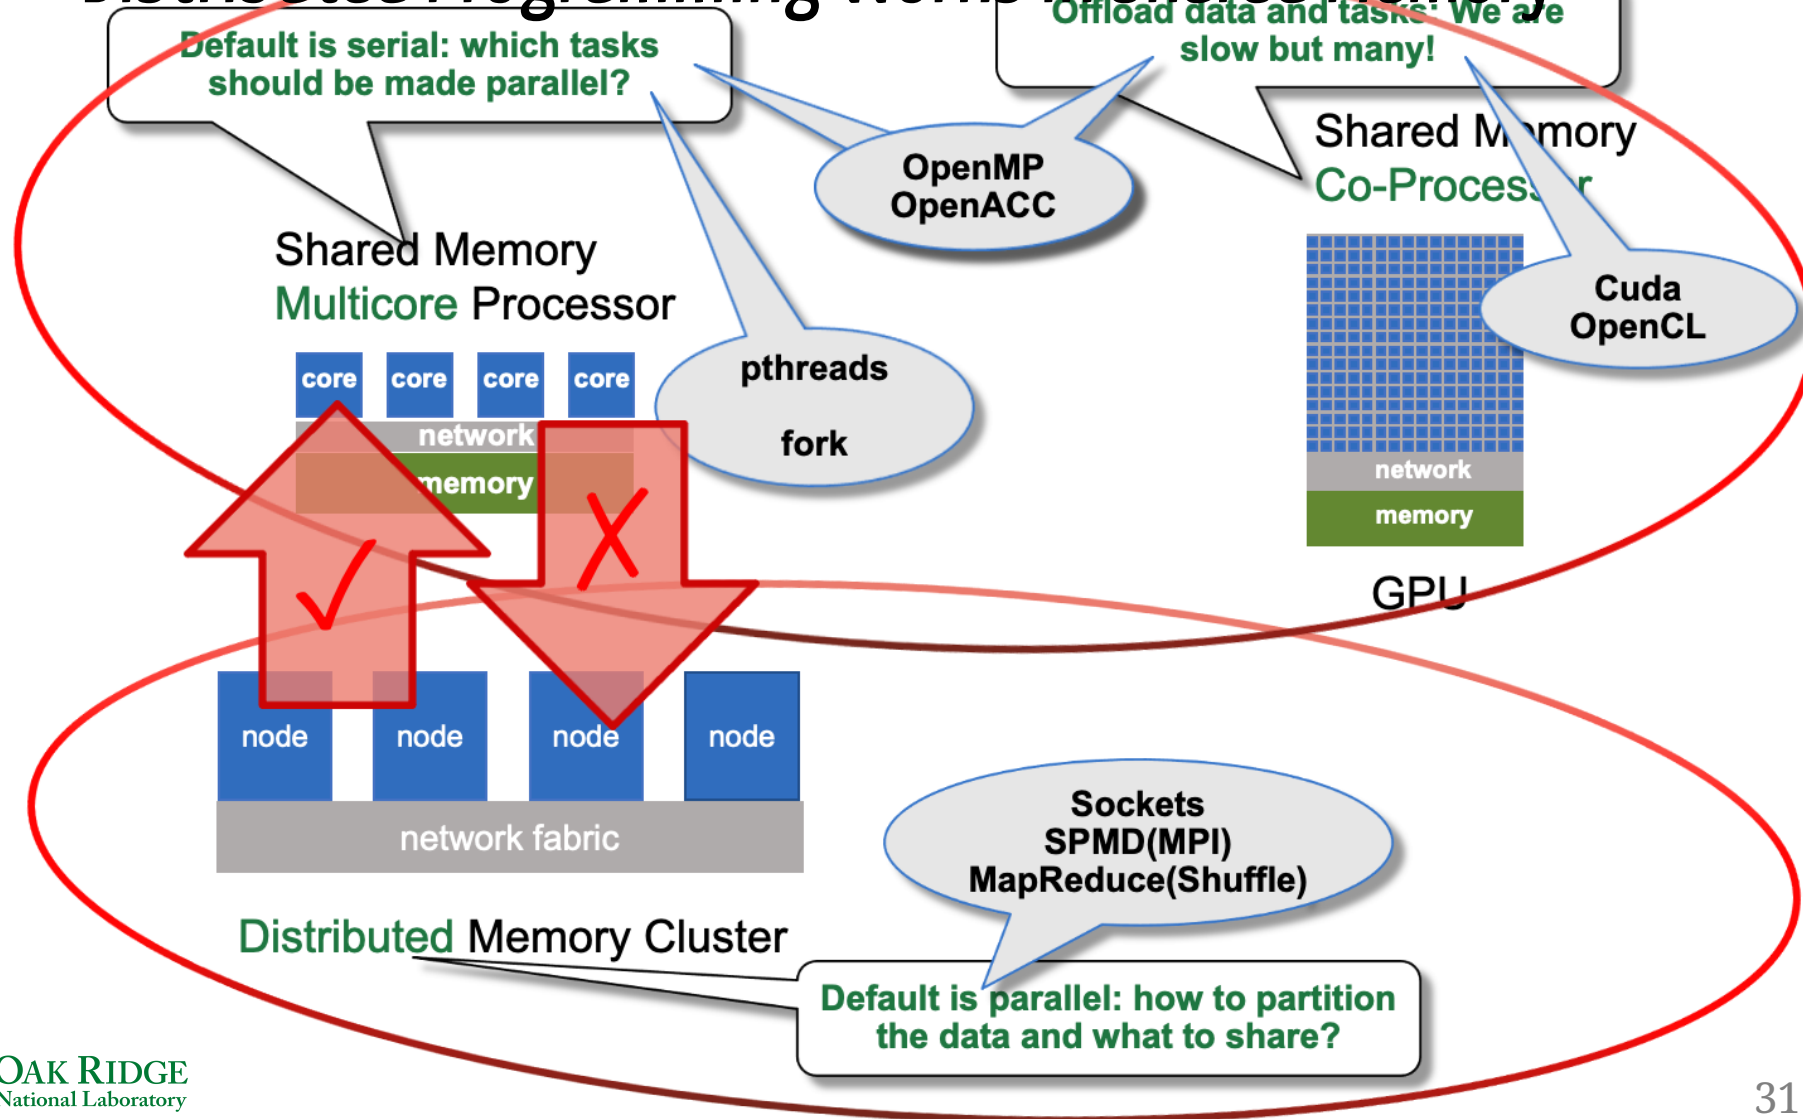 Distributed Programming Works
Default is serial: which tasks
should be made parallel?
Offload data and tasks: We are
slow but many!
OpenMP
OpenACC
Shared Memory
Co-Processor
Shared Memory
Multicore Processor
Cuda
OpenCL
core core core core
network
memory
pthreads
fork
network
memory
GPU
node node node node
network fabric
Sockets
SPMD(MPI)
MapReduce(Shuffle)
Distributed Memory Cluster
Default is parallel: how to partition
the data and what to share?
OAK RIDGE
National Laboratory
31